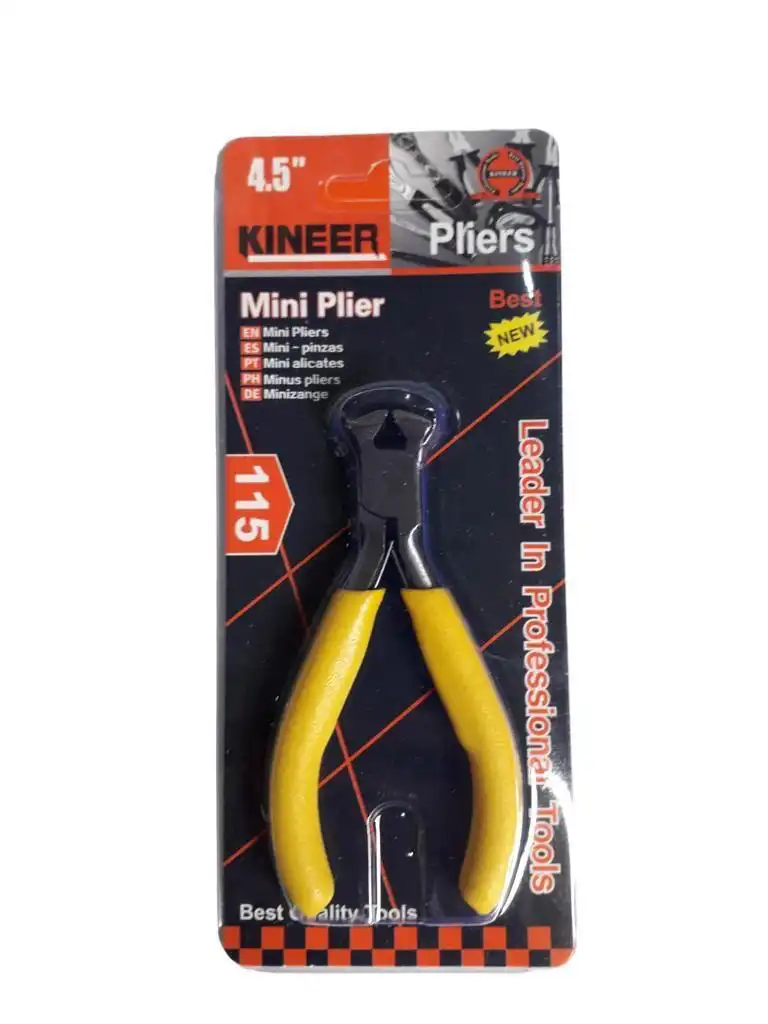 4.5"
KINEER
KINEER
Pliers
Mini Plier
Best
NEW
EN Mini Pliers
ES Mini - pinzas
PT Mini alicates
PH Minus pliers
DE Minizange
115
Leader In Professional Tools
Best Quality Tools